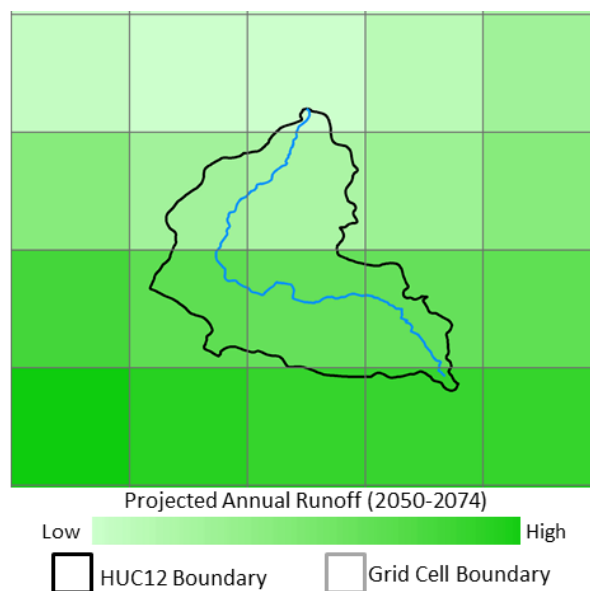 Projected Annual Runoff (2050-2074)
Low High
HUC12 Boundary Grid Cell Boundary